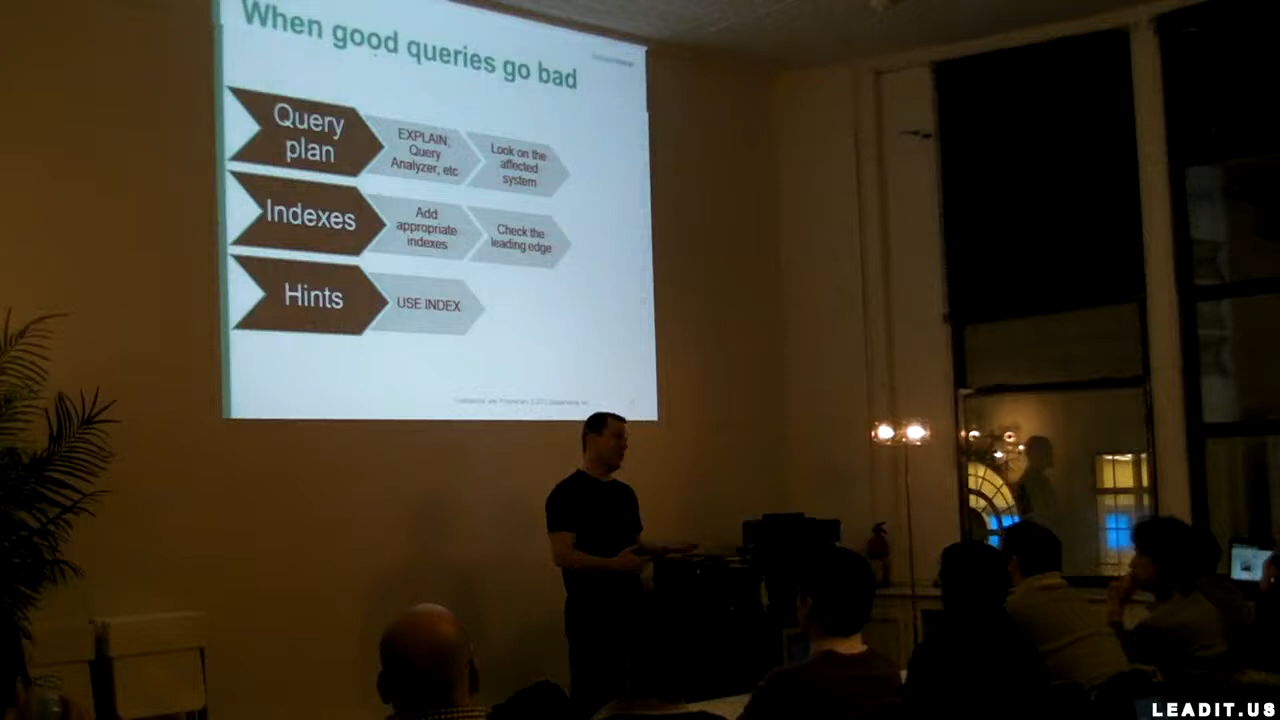 When good queries go bad
Query
plan
EXPLAIN,
Query
Analyzer, etc
Look on the
affected
system
Indexes
Add
appropriate
indexes
Check the
leading edge
Hints
USE INDEX
LEADIT.US